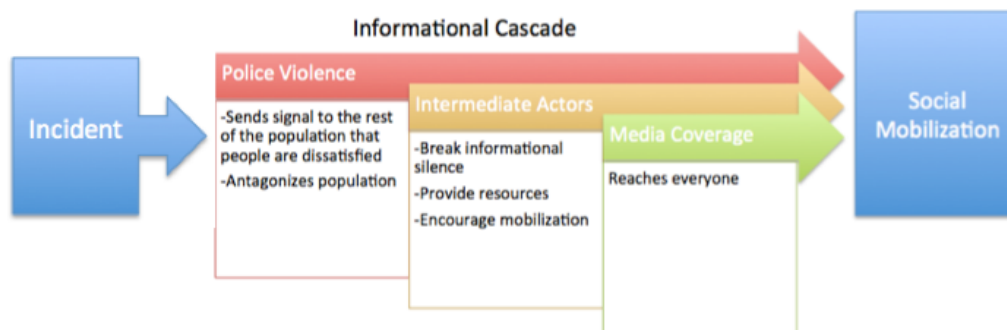 Informational Cascade
Incident
Police Violence
-Sends signal to the rest
of the population that
people are dissatisfied
-Antagonizes population
Intermediate Actors
-Break informational
silence
-Provide resources
-Encourage mobilization
Media Coverage
Reaches everyone
Social
Mobilization